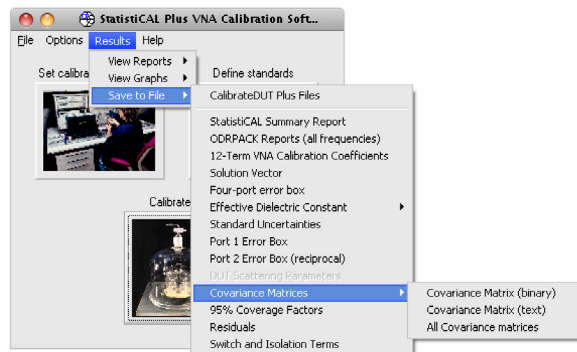 StatistiCAL Plus VNA Calibration Soft...
File Options Results Help
View Reports
View Graphs
Save to File
Set calibra
Define standards
Calibrate
CalibrateDUT Plus Files
StatistiCAL Summary Report
ODRPACK Reports (all frequencies)
12-Term VNA Calibration Coefficients
Solution Vector
Four-port error box
Effective Dielectric Constant
Standard Uncertainties
Port 1 Error Box
Port 2 Error Box (reciprocal)
DUT Scattering Parameters
Covariance Matrices
95% Coverage Factors
Residuals
Switch and Isolation Terms
Covariance Matrix (binary)
Covariance Matrix (text)
All Covariance matrices